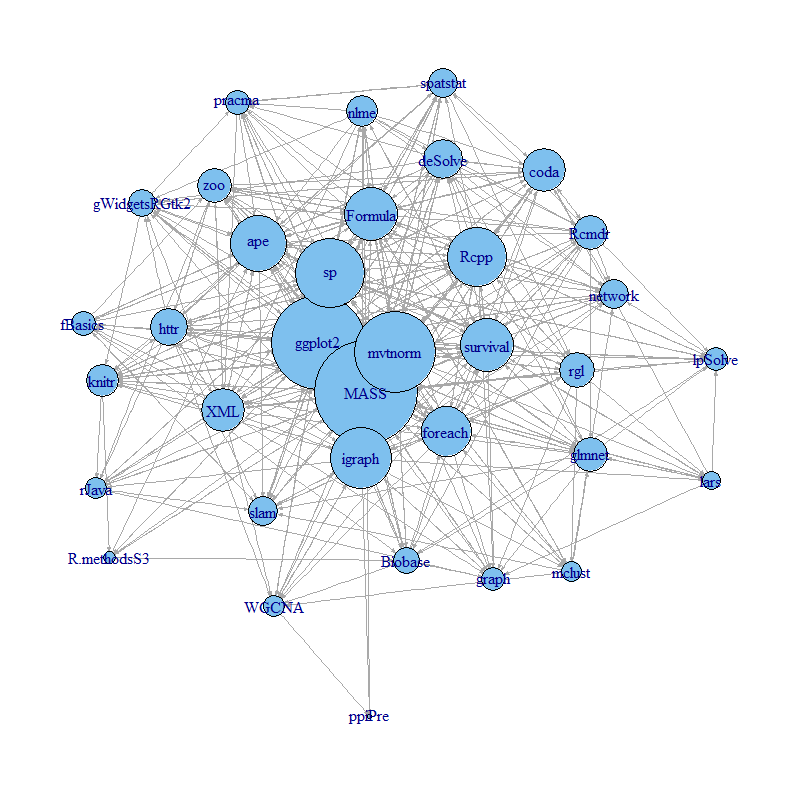 spatstat
pracma
nlme
deSolve
coda
zoo
gWidgetsRGtk2
Formula
Rcmdr
ape
Rcpp
sp
network
fBasics
httr
ggplot2
mvtnorm
survival
lpSolve
knitr
rgl
MASS
XML
foreach
igraph
glmnet
lars
rJava
slam
R.methodsS3
Biobase
mclust
graph
WGCNA